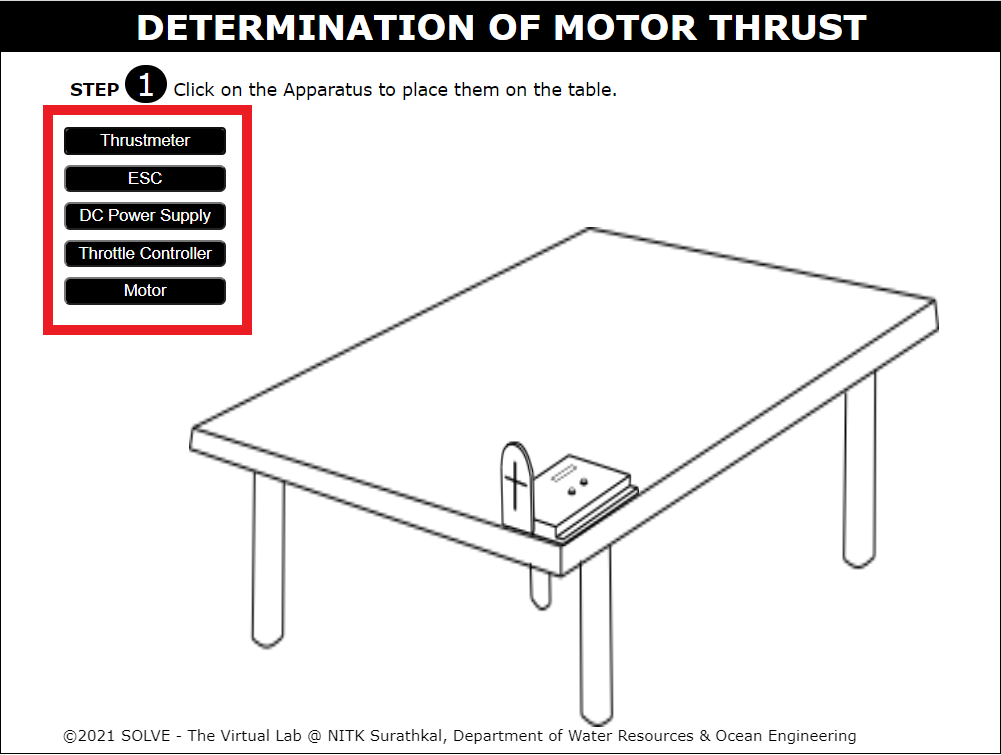 DETERMINATION OF MOTOR THRUST
STEP 1 Click on the Apparatus to place them on the table.
Thrustmeter
ESC
DC Power Supply
Throttle Controller
Motor
©2021 SOLVE - The Virtual Lab @ NITK Surathkal, Department of Water Resources & Ocean Engineering